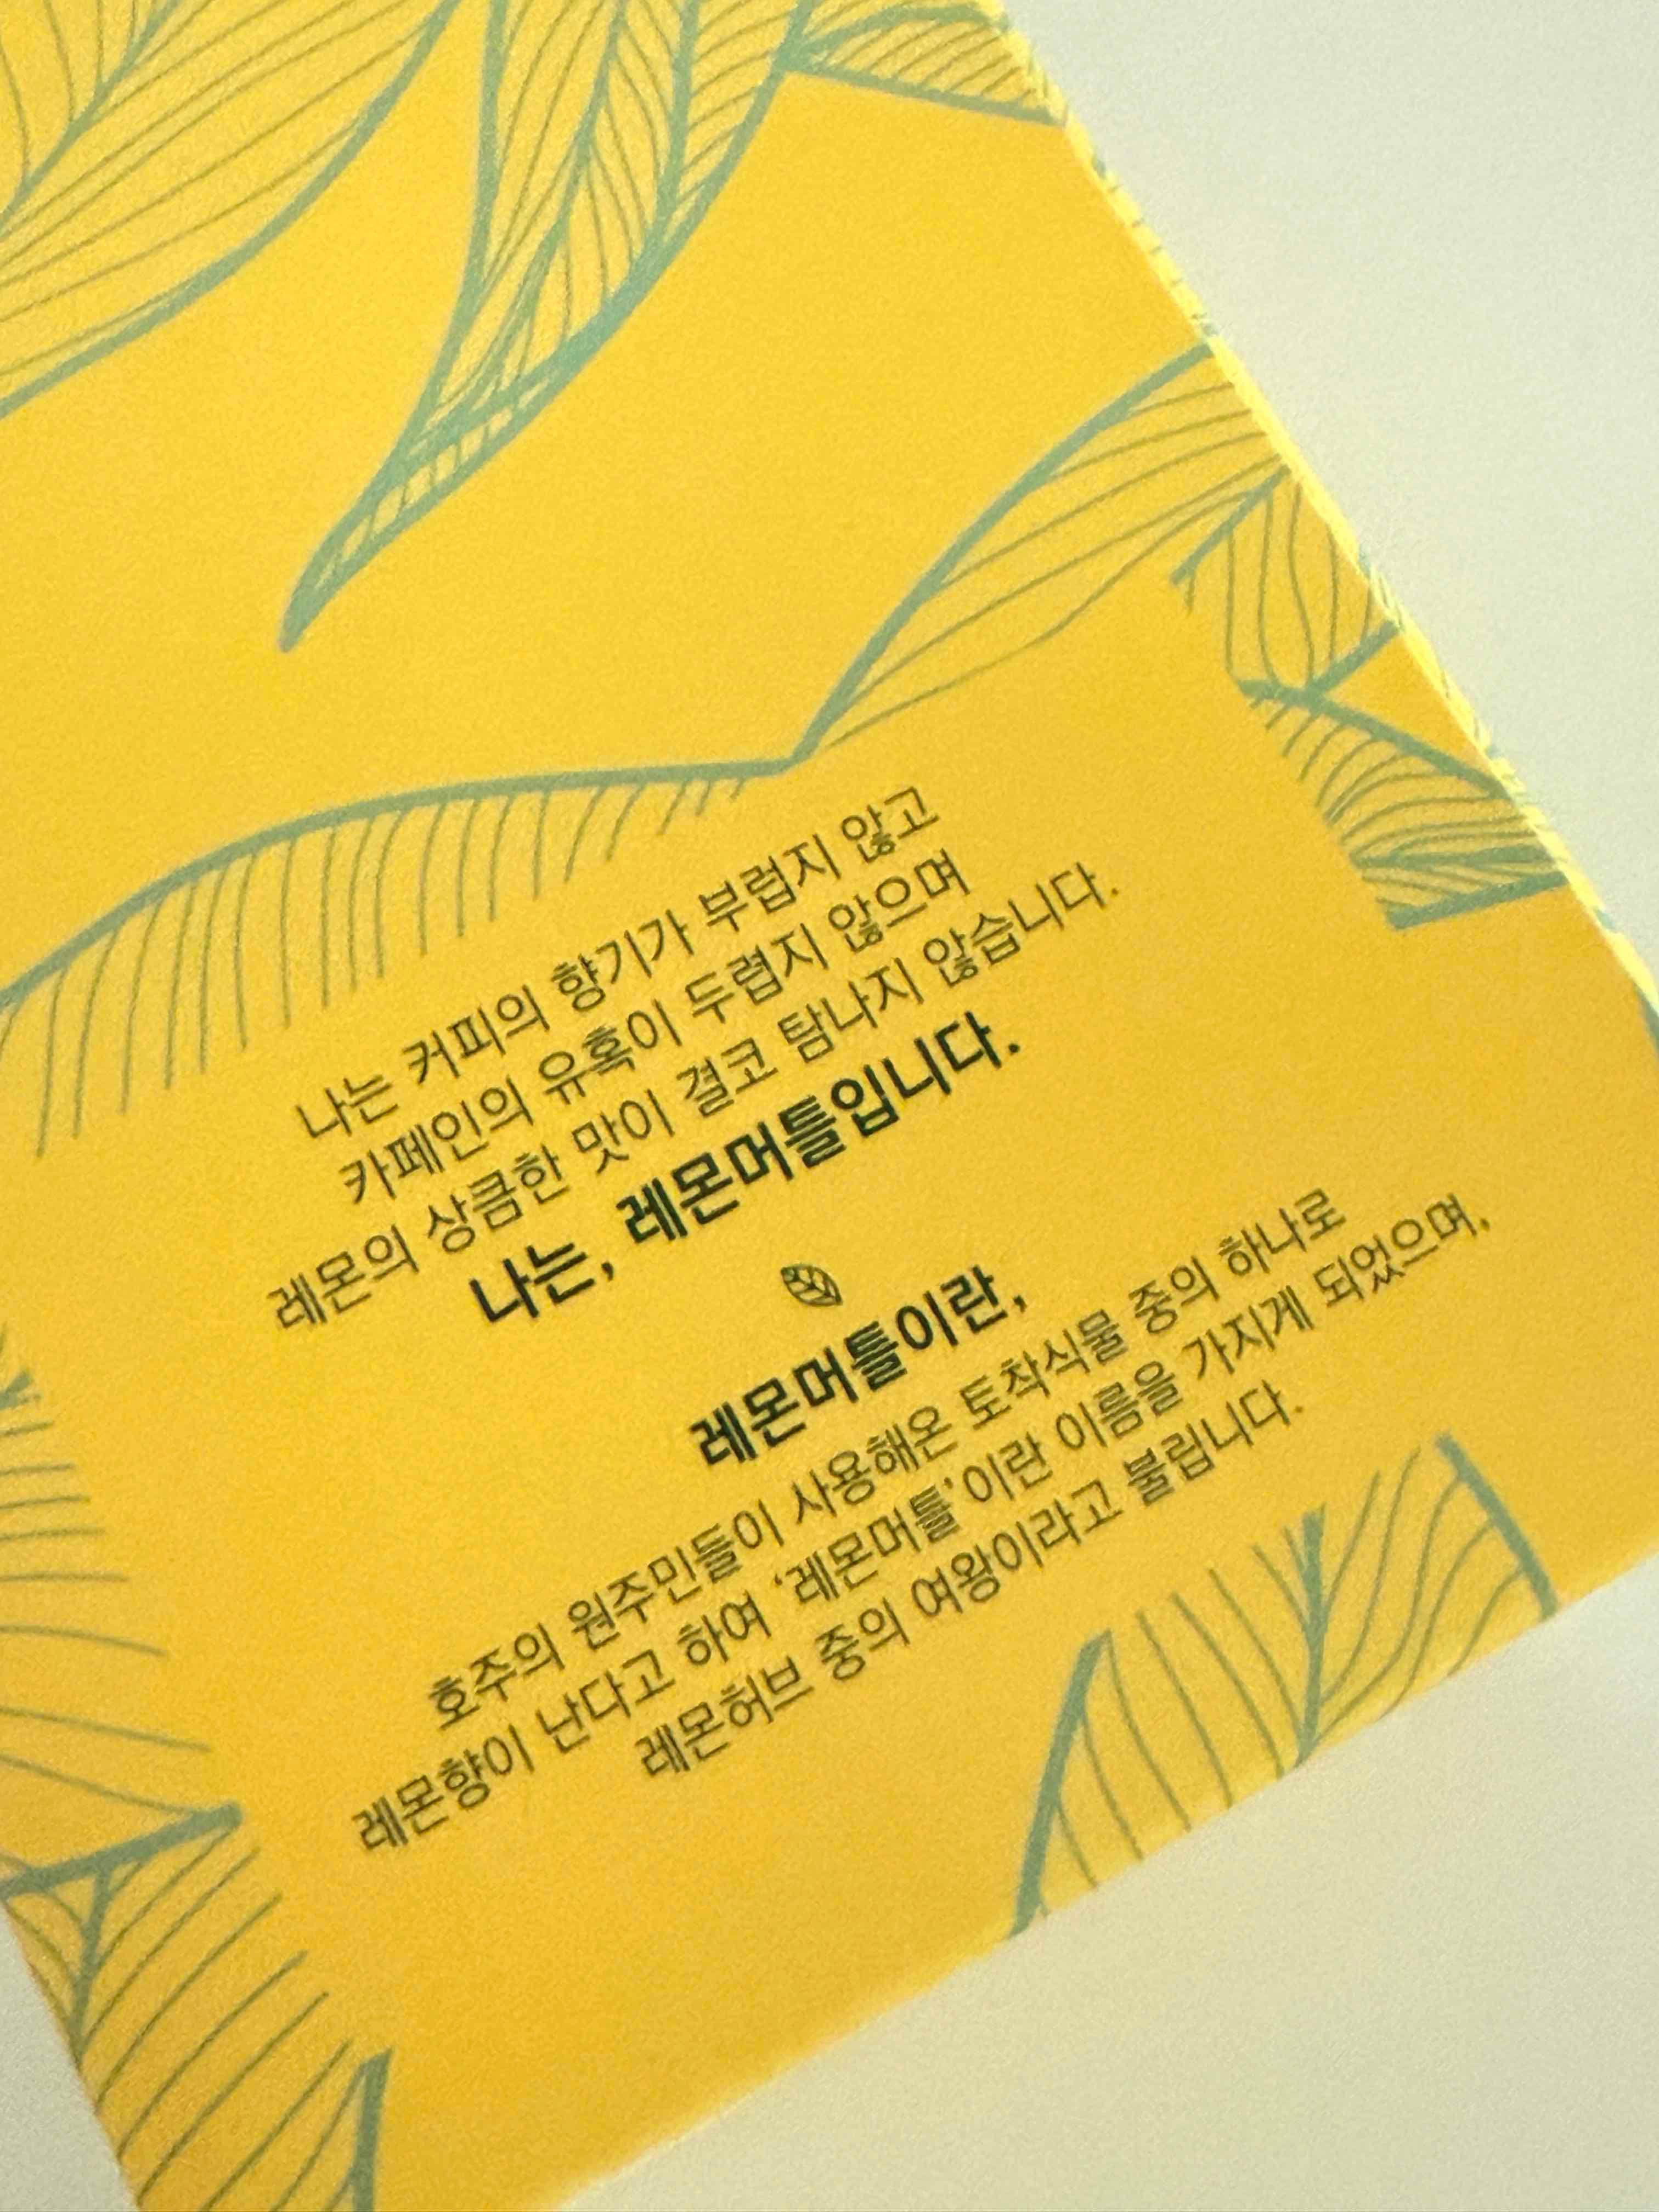 나는 커피의 향기가 부럽지 않고
카페인의 유혹이 두렵지 않으며
레몬의 상큼한 맛이 결코 탐나지 않습니다.
나는, 레몬머틀입니다.
레몬머틀이란,
호주의 원주민들이 사용해온 토착식물 중의 하나로
레몬향이 난다고 하여 ‘레몬머틀’이란 이름을 가지게 되었으며,
레몬허브 중의 여왕이라고 불립니다.